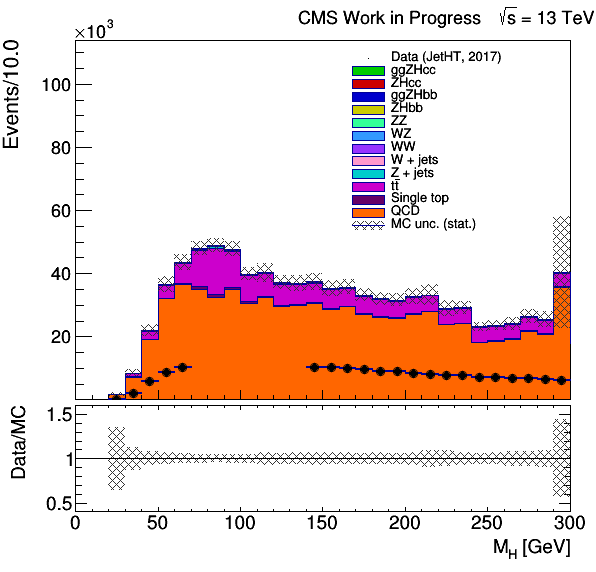 CMS Work in Progress √s = 13 TeV
×10³
Events/10.0
100
80
60
40
20
Data (JetHT, 2017)
ggZHcc
ZHcc
ggZHbb
ZHbb
ZZ
WZ
WW
W + jets
Z + jets
tt̄
Single top
QCD
MC unc. (stat.)
Data/MC
1.5
1
0.5
0 50 100 150 200 250 300
M_H [GeV]